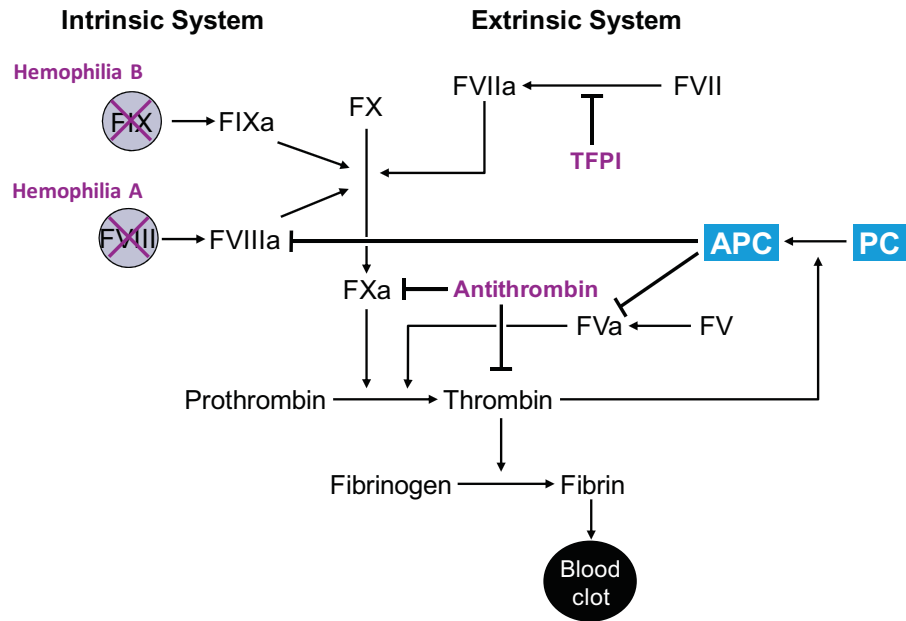 Intrinsic System
Extrinsic System
Hemophilia B
FIX
FIXa
FX
FVIIa
FVII
TFPI
Hemophilia A
FVIII
FVIIIa
APC
PC
FXa
Antithrombin
FVa
FV
Prothrombin
Thrombin
Fibrinogen
Fibrin
Blood
clot